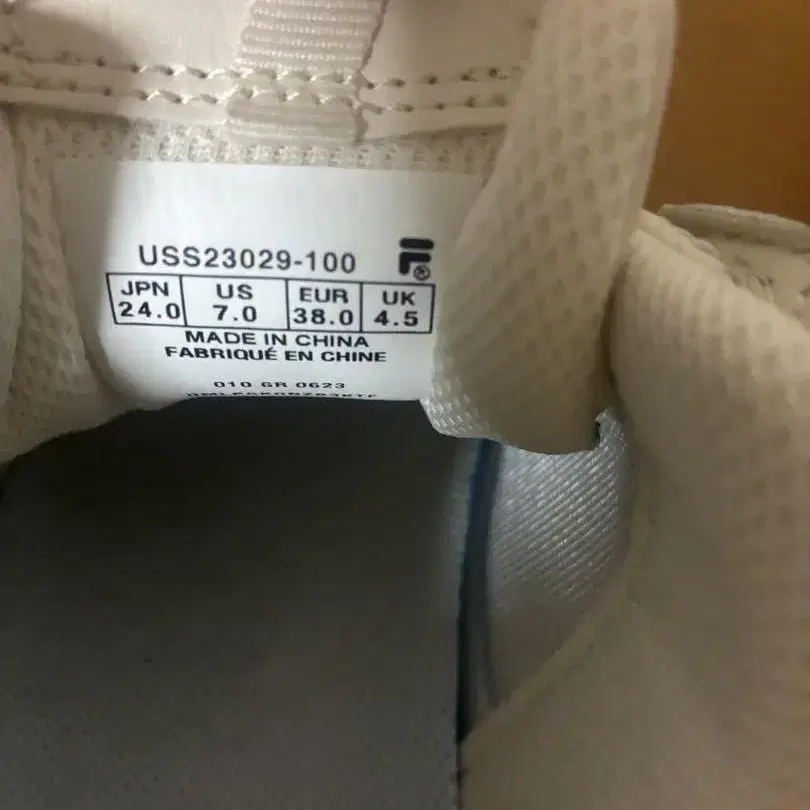 USS23029-100
F®
JPN US EUR UK
24.0 7.0 38.0 4.5
MADE IN CHINA
FABRIQUÉ EN CHINE
010 GR 0623